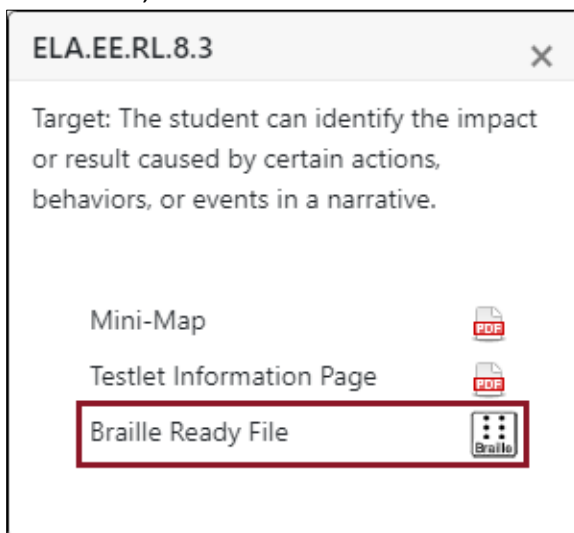 ELA.EE.RL.8.3 ×
Target: The student can identify the impact
or result caused by certain actions,
behaviors, or events in a narrative.
Mini-Map PDF
Testlet Information Page PDF
Braille Ready File Braille